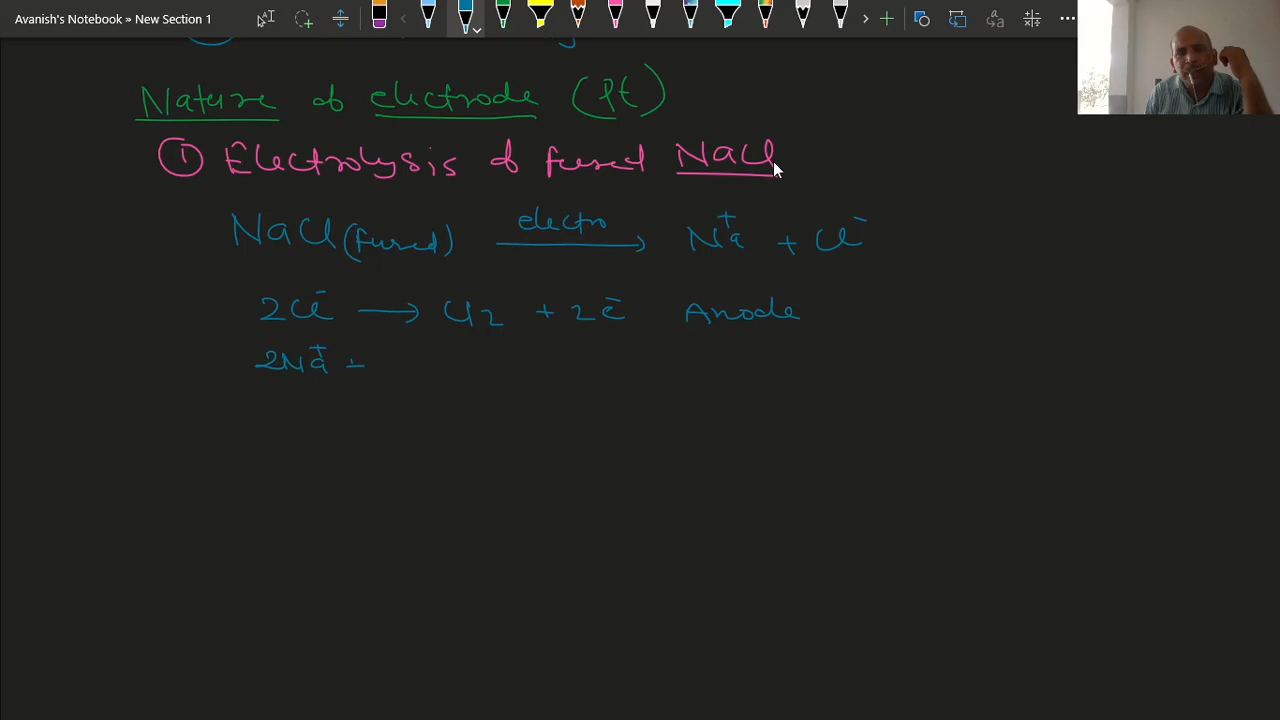 Avanish's Notebook » New Section 1
Nature of electrode (Pt)
① Electrolysis of fused NaCl
NaCl(fused) electro → Na⁺ + Cl⁻
2Cl⁻ → Cl2 + 2e⁻ Anode
2Na⁺ +